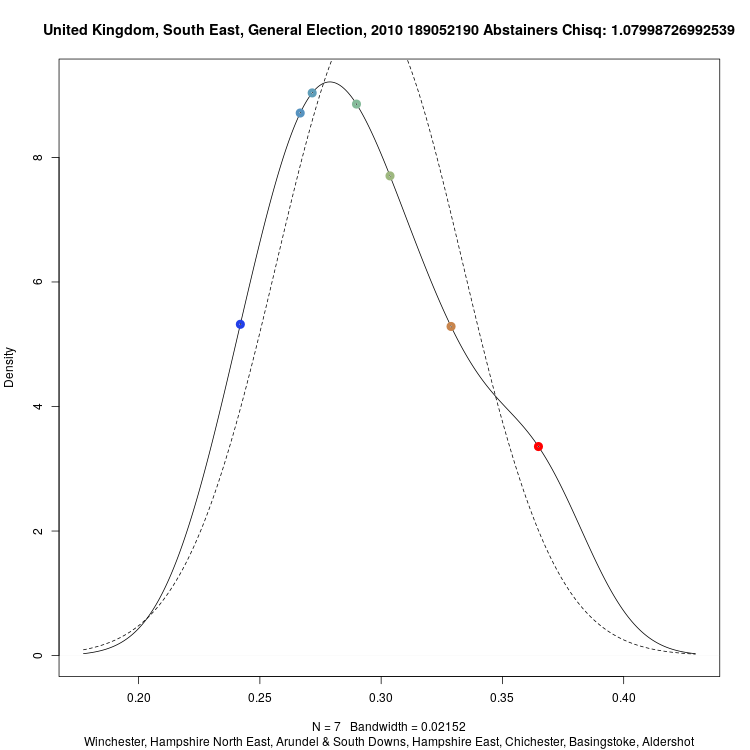 United Kingdom, South East, General Election, 2010 189052190 Abstainers Chisq: 1.07998726992539
Density
8
6
4
2
0
0.20 0.25 0.30 0.35 0.40
N = 7 Bandwidth = 0.02152
Winchester, Hampshire North East, Arundel & South Downs, Hampshire East, Chichester, Basingstoke, Aldershot